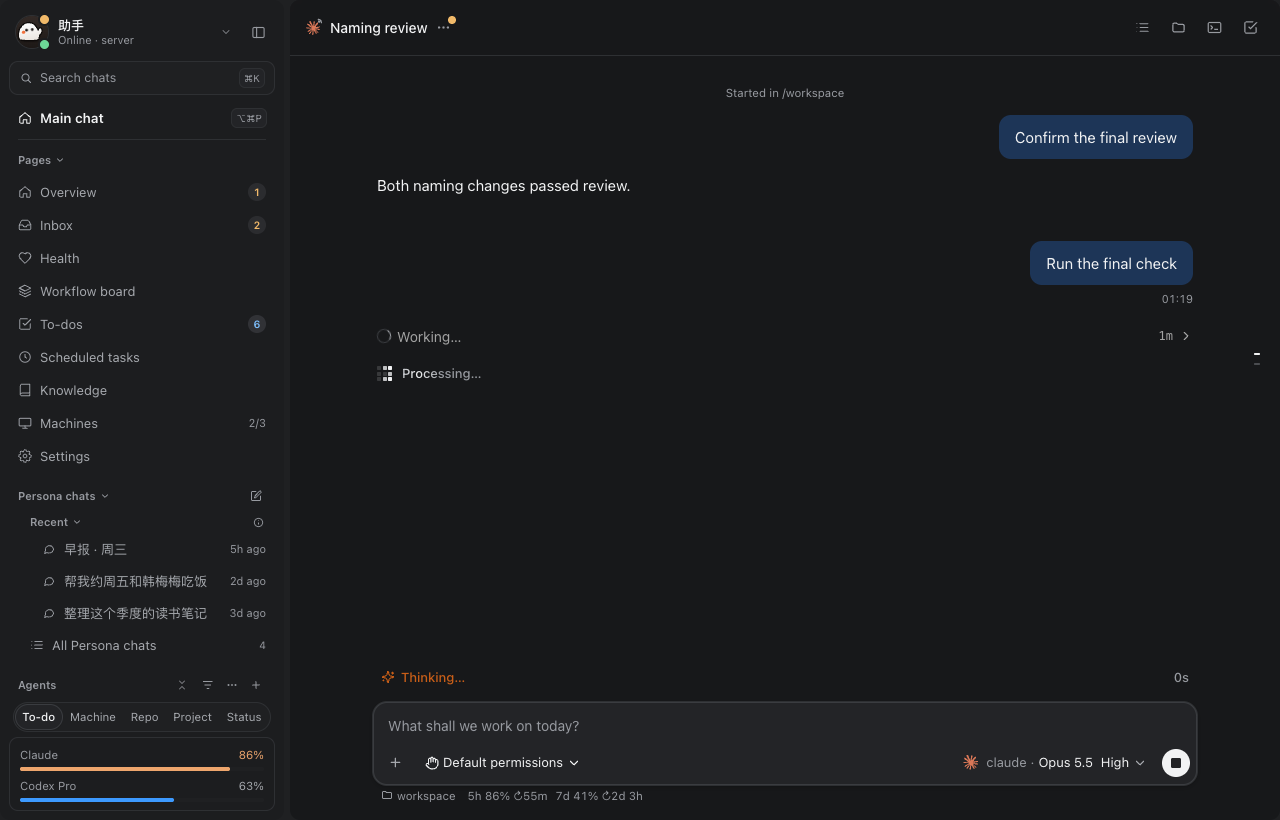 助手
Online · server
Search chats ⌘K
Main chat ⌥⌘P
Pages
Overview 1
Inbox 2
Health
Workflow board
To-dos 6
Scheduled tasks
Knowledge
Machines 2/3
Settings
Persona chats
Recent
早报 · 周三 5h ago
帮我约周五和韩梅梅吃饭 2d ago
整理这个季度的读书笔记 3d ago
All Persona chats 4
Agents
To-do Machine Repo Project Status
Claude 86%
Codex Pro 63%
Naming review
Started in /workspace
Confirm the final review
Both naming changes passed review.
Run the final check
01:19
Working... 1m
Processing...
Thinking... 0s
What shall we work on today?
Default permissions claude · Opus 5.5 High
workspace 5h 86% ↻55m 7d 41% ↻2d 3h